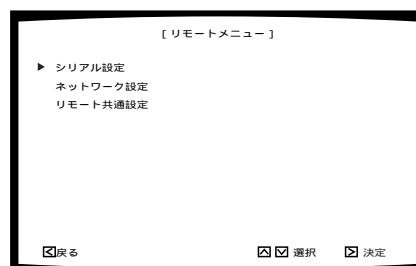 [リモートメニュー]
▶ シリアル設定
ネットワーク設定
リモート共通設定
戻る 選択 決定